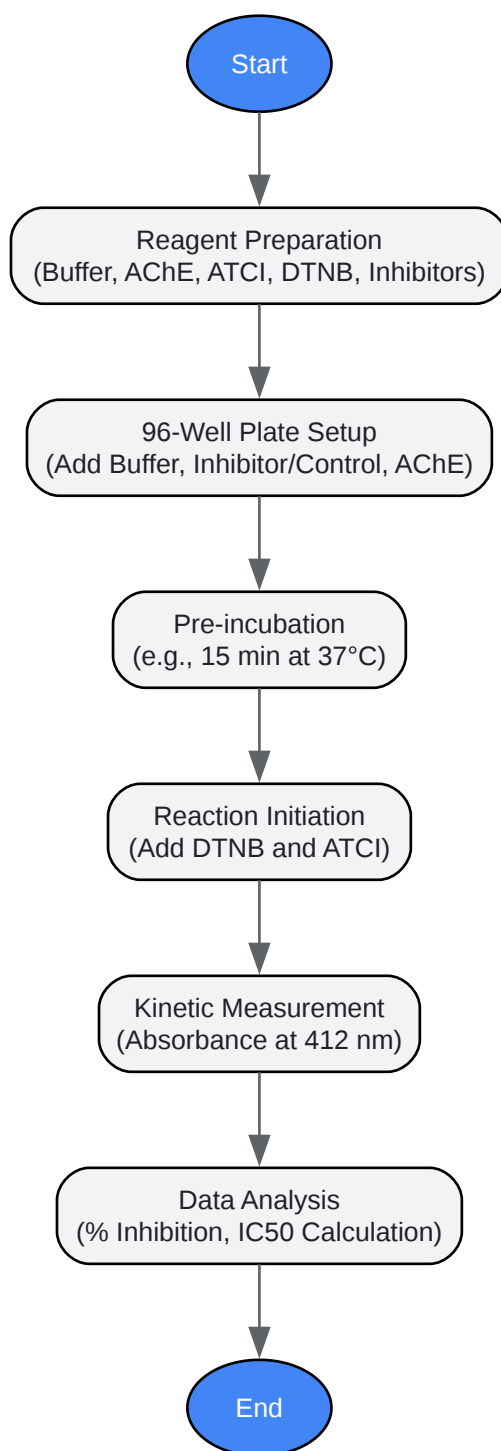 Start
Reagent Preparation
(Buffer, AChE, ATCI, DTNB, Inhibitors)
96-Well Plate Setup
(Add Buffer, Inhibitor/Control, AChE)
Pre-incubation
(e.g., 15 min at 37°C)
Reaction Initiation
(Add DTNB and ATCI)
Kinetic Measurement
(Absorbance at 412 nm)
Data Analysis
(% Inhibition, IC50 Calculation)
End